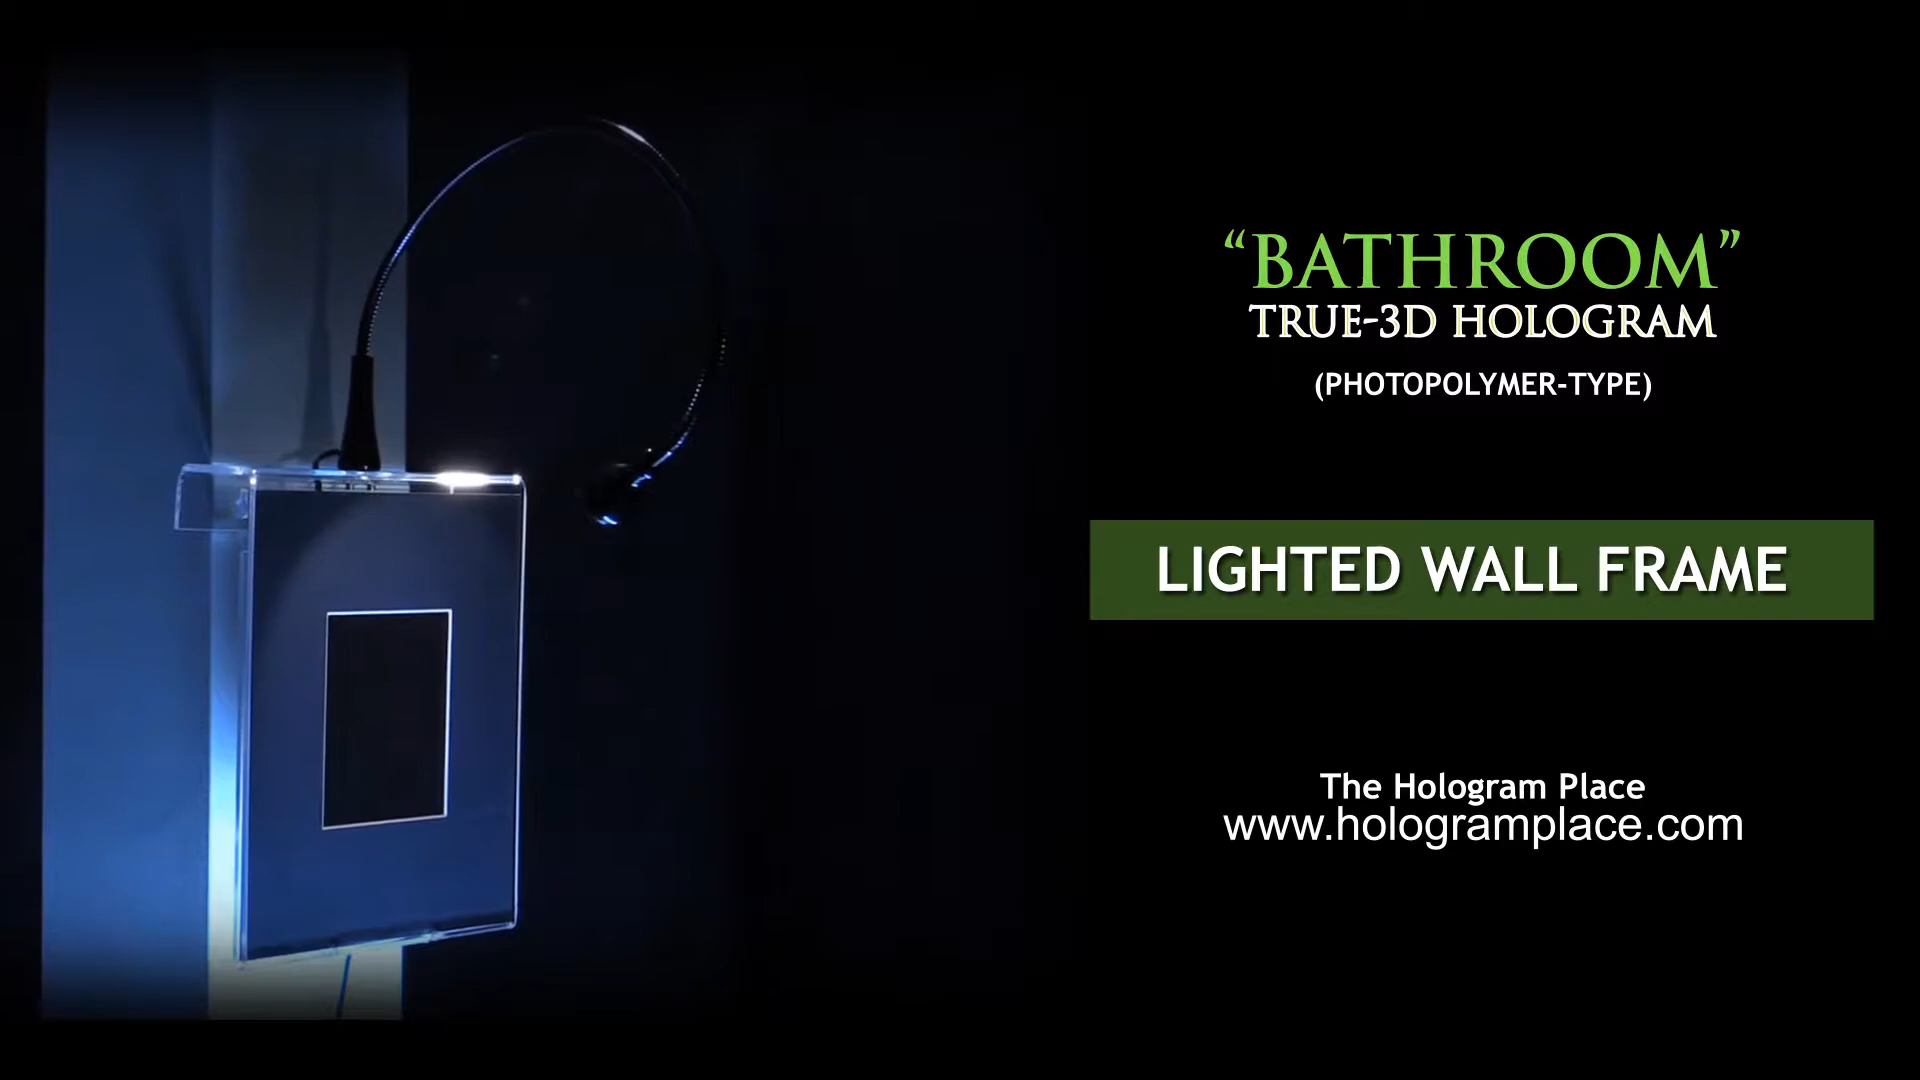 “BATHROOM”
TRUE-3D HOLOGRAM
(PHOTOPOLYMER-TYPE)
LIGHTED WALL FRAME
The Hologram Place
www.hologramplace.com